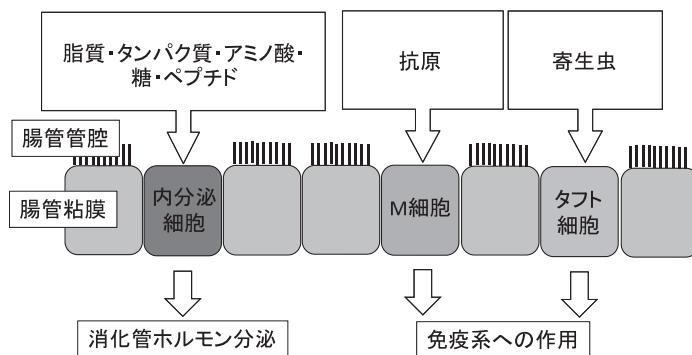 脂質・タンパク質・アミノ酸・
糖・ペプチド
抗原
寄生虫
腸管管腔
腸管粘膜
内分泌
細胞
M細胞
タフト
細胞
消化管ホルモン分泌
免疫系への作用